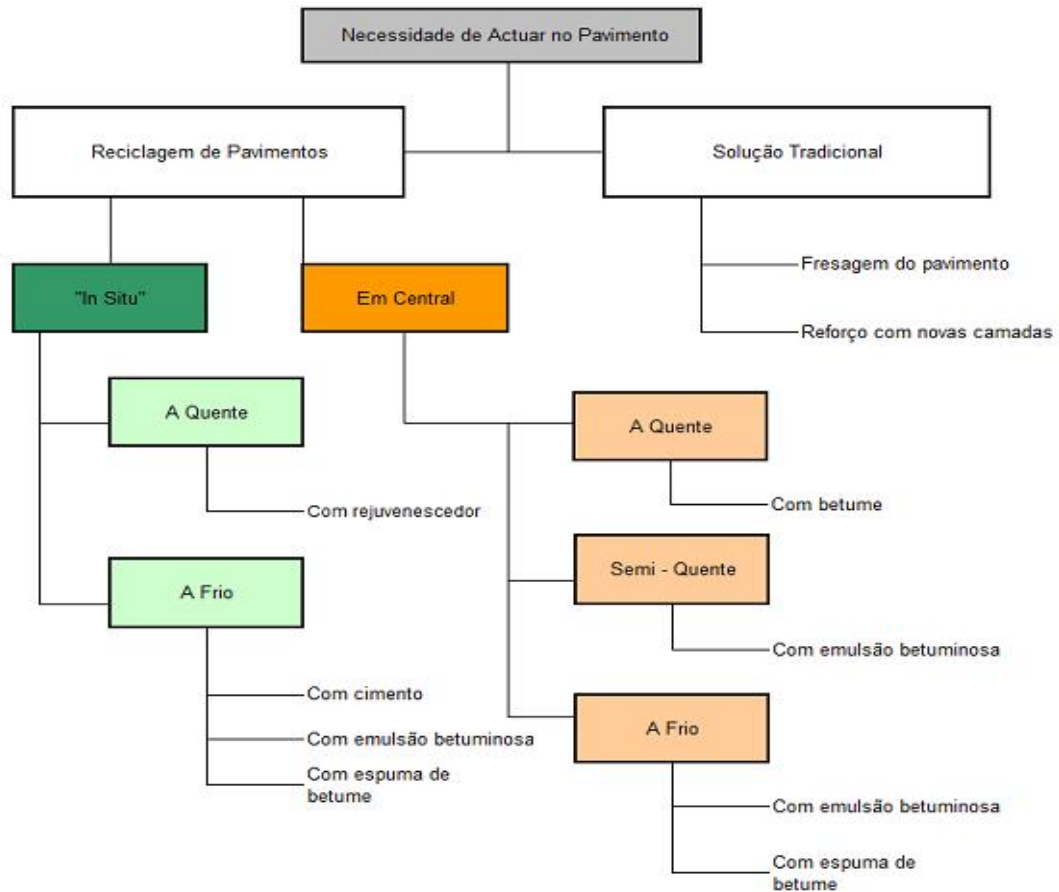 Necessidade de Actuar no Pavimento
Reciclagem de Pavimentos
Solução Tradicional
Fresagem do pavimento
Reforço com novas camadas
"In Situ"
Em Central
A Quente
Com rejuvenescedor
A Frio
Com cimento
Com emulsão betuminosa
Com espuma de
betume
A Quente
Com betume
Semi - Quente
Com emulsão betuminosa
A Frio
Com emulsão betuminosa
Com espuma de
betume